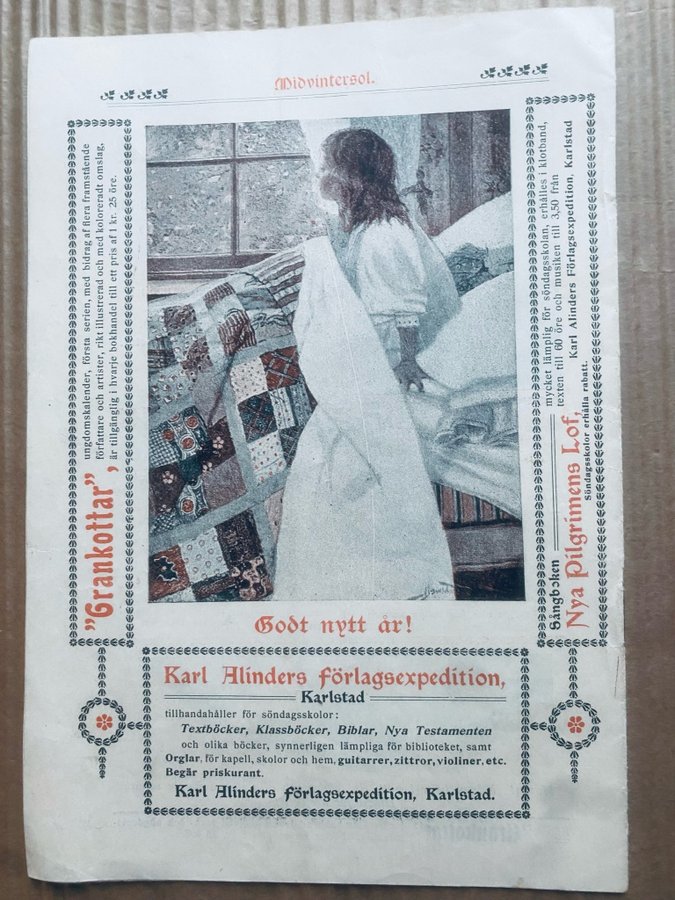 Midvintersol.
"Grankottar",
ungdomskalender, första serien, med bidrag af flera framstående
författare och artister, rikt illustrerad och med koloreradt omslag,
är tillgänglig i hvarje bokhandel till ett pris af 1 kr. 25 öre.
Sångboken
Nya Pilgrimens Lof,
mycket lämplig för söndagsskolan, erhålles i klotband,
texten till 60 öre och musiken till 3,50 från
Karl Alinders Förlagsexpedition, Karlstad
Söndagsskolor erhålla rabatt.
Godt nytt år!
Karl Alinders Förlagsexpedition,
Karlstad
tillhandahåller för söndagsskolor:
Textböcker, Klassböcker, Biblar, Nya Testamenten
och olika böcker, synnerligen lämpliga för biblioteket, samt
Orglar, för kapell, skolor och hem, guitarrer, zittror, violiner, etc.
Begär priskurant.
Karl Alinders Förlagsexpedition, Karlstad.